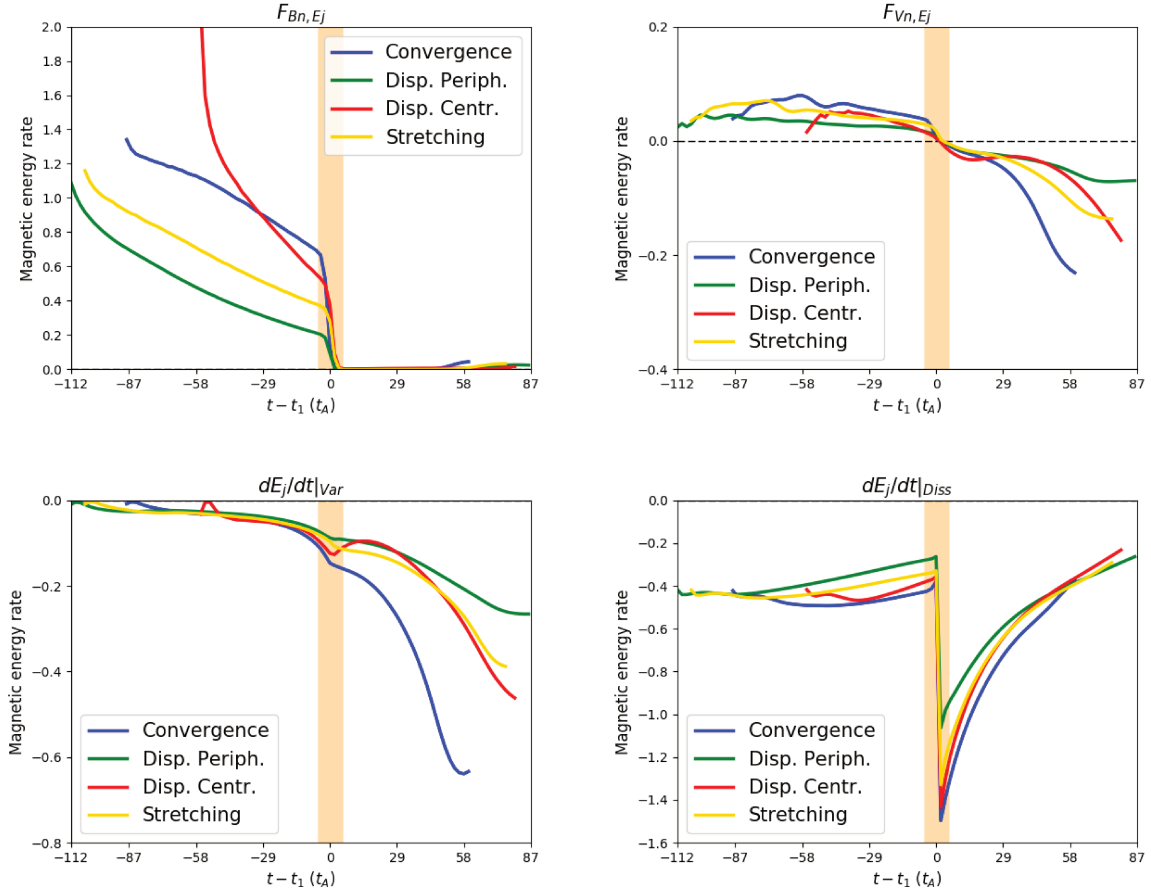 F_{Bn,Ej}
Magnetic energy rate
2.0
1.8
1.6
1.4
1.2
1.0
0.8
0.6
0.4
0.2
0.0
Convergence
Disp. Periph.
Disp. Centr.
Stretching
−112 −87 −58 −29 0 29 58 87
t − t_1 (t_A)
F_{Vn,Ej}
Magnetic energy rate
0.2
0.0
−0.2
−0.4
Convergence
Disp. Periph.
Disp. Centr.
Stretching
−112 −87 −58 −29 0 29 58 87
t − t_1 (t_A)
dE_j/dt|_{Var}
Magnetic energy rate
0.0
−0.2
−0.4
−0.6
−0.8
Convergence
Disp. Periph.
Disp. Centr.
Stretching
−112 −87 −58 −29 0 29 58 87
t − t_1 (t_A)
dE_j/dt|_{Diss}
Magnetic energy rate
0.0
−0.2
−0.4
−0.6
−0.8
−1.0
−1.2
−1.4
−1.6
Convergence
Disp. Periph.
Disp. Centr.
Stretching
−112 −87 −58 −29 0 29 58 87
t − t_1 (t_A)